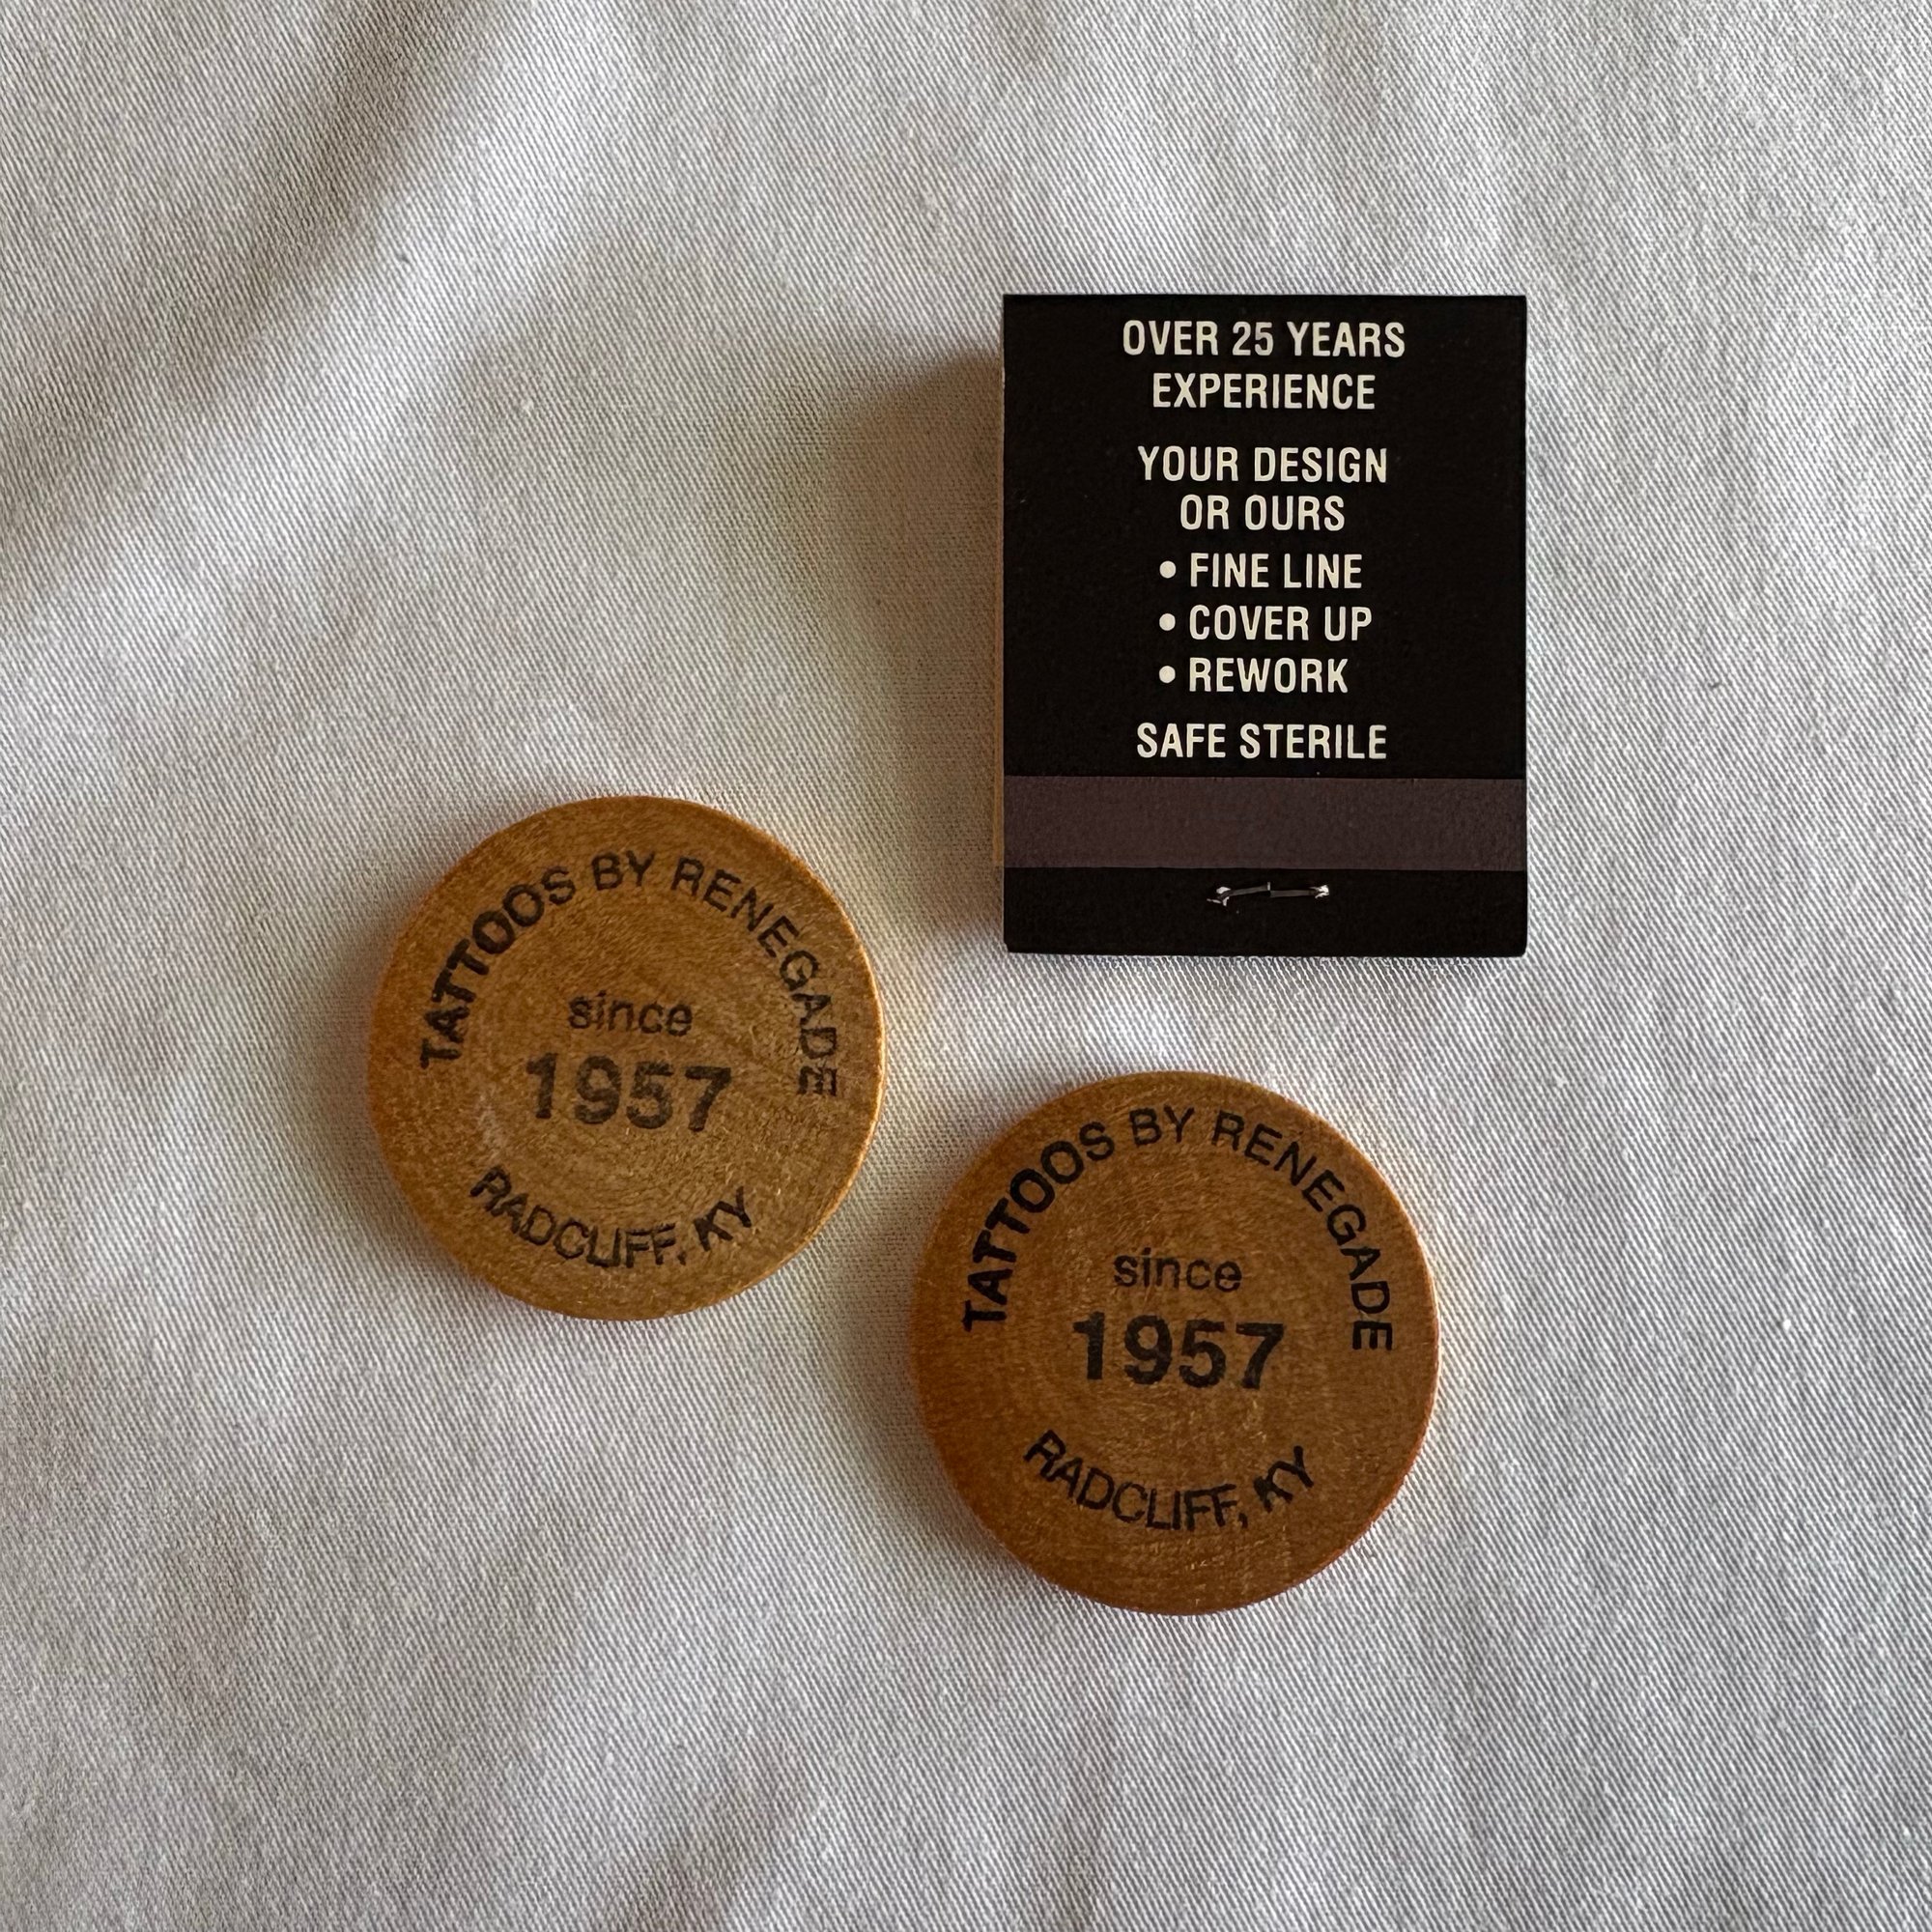 OVER 25 YEARS
EXPERIENCE
YOUR DESIGN
OR OURS
• FINE LINE
• COVER UP
• REWORK
SAFE STERILE
TATTOOS BY RENEGADE
since
1957
RADCLIFF, KY
TATTOOS BY RENEGADE
since
1957
RADCLIFF, KY